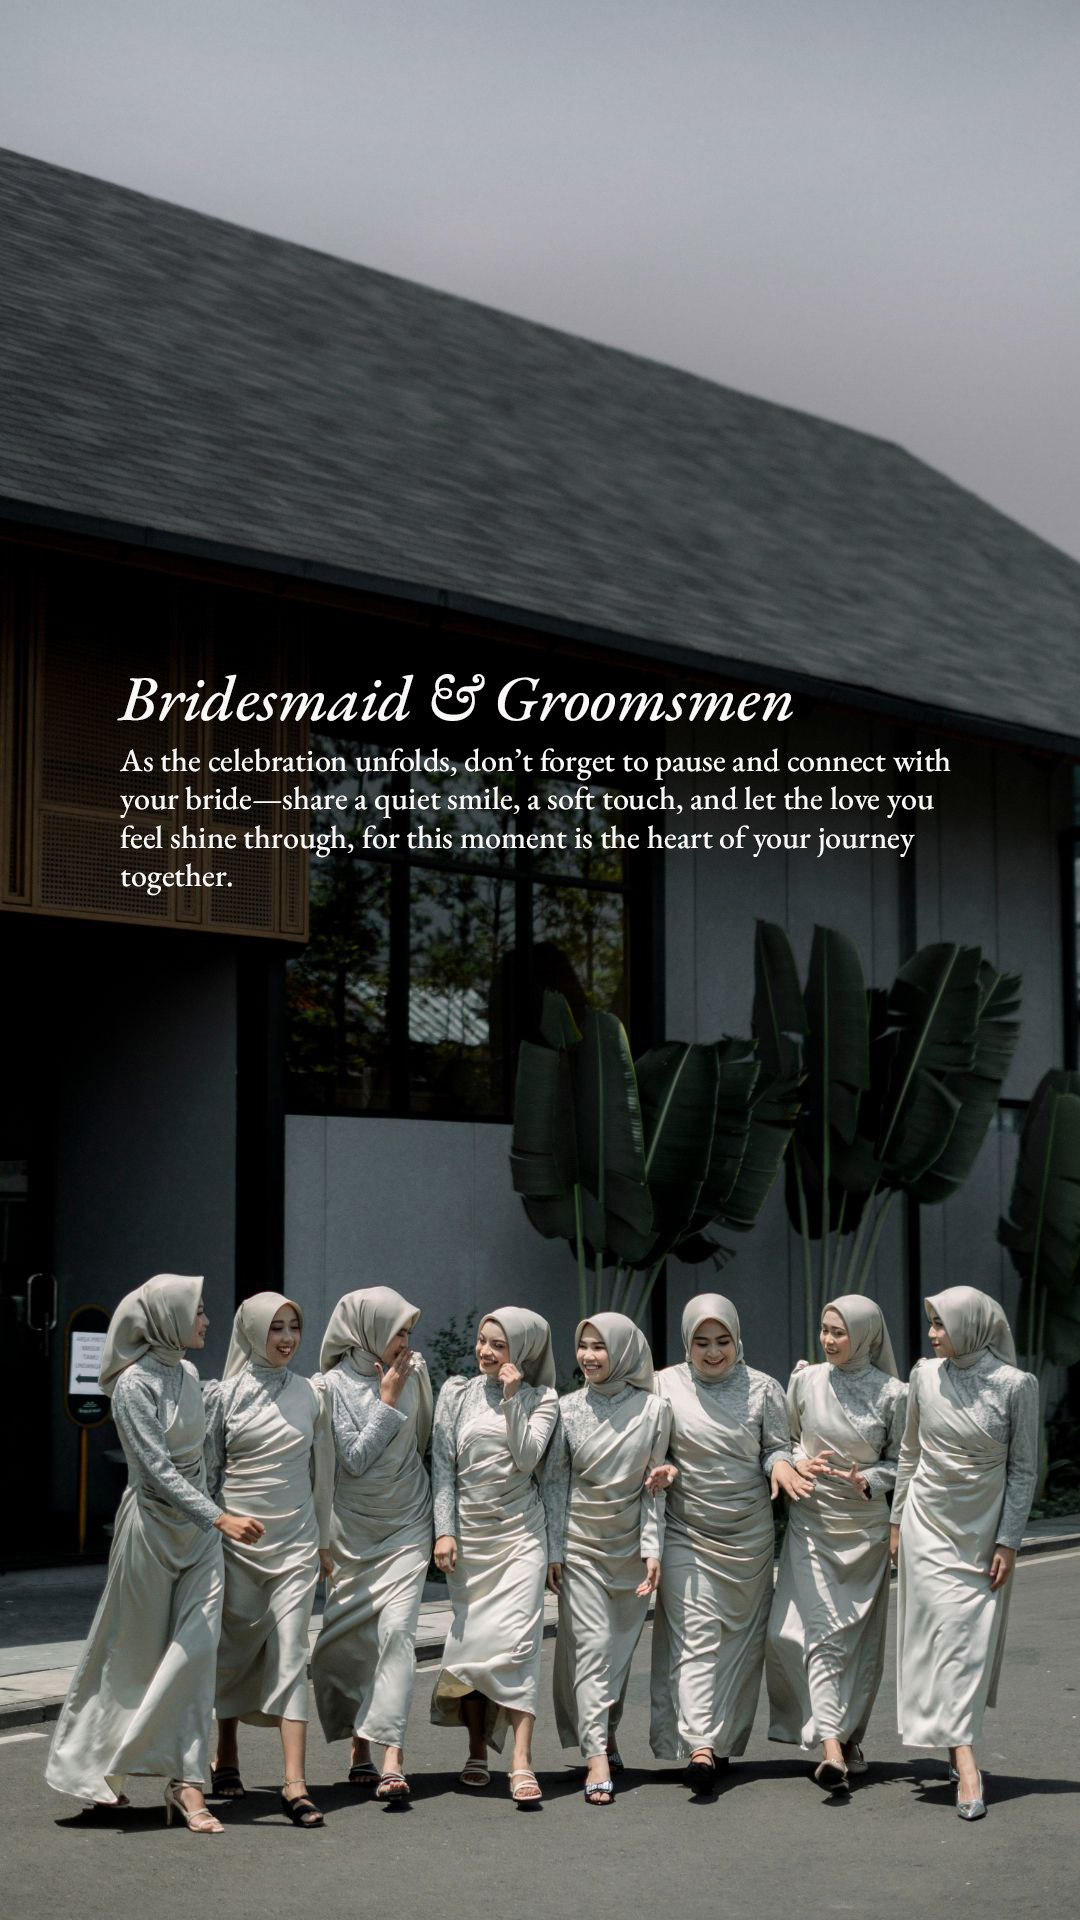 Bridesmaid & Groomsmen
As the celebration unfolds, don’t forget to pause and connect with
your bride—share a quiet smile, a soft touch, and let the love you
feel shine through, for this moment is the heart of your journey
together.